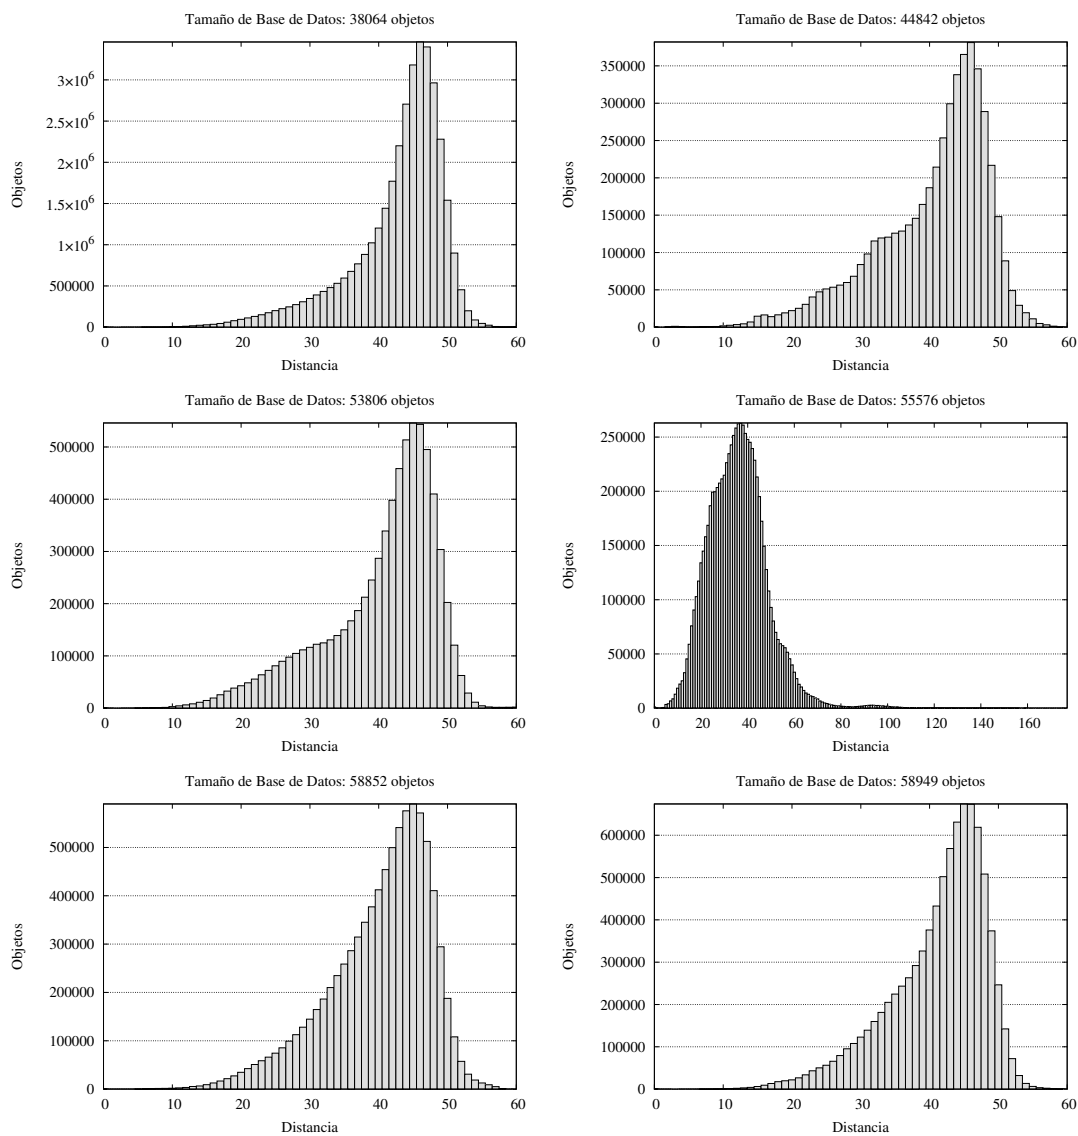 Tamaño de Base de Datos: 38064 objetos
3×10⁶
2.5×10⁶
2×10⁶
1.5×10⁶
1×10⁶
500000
0
Objetos
0 10 20 30 40 50 60
Distancia
Tamaño de Base de Datos: 44842 objetos
350000
300000
250000
200000
150000
100000
50000
0
Objetos
0 10 20 30 40 50 60
Distancia
Tamaño de Base de Datos: 53806 objetos
500000
400000
300000
200000
100000
0
Objetos
0 10 20 30 40 50 60
Distancia
Tamaño de Base de Datos: 55576 objetos
250000
200000
150000
100000
50000
0
Objetos
0 20 40 60 80 100 120 140 160
Distancia
Tamaño de Base de Datos: 58852 objetos
500000
400000
300000
200000
100000
0
Objetos
0 10 20 30 40 50 60
Distancia
Tamaño de Base de Datos: 58949 objetos
600000
500000
400000
300000
200000
100000
0
Objetos
0 10 20 30 40 50 60
Distancia